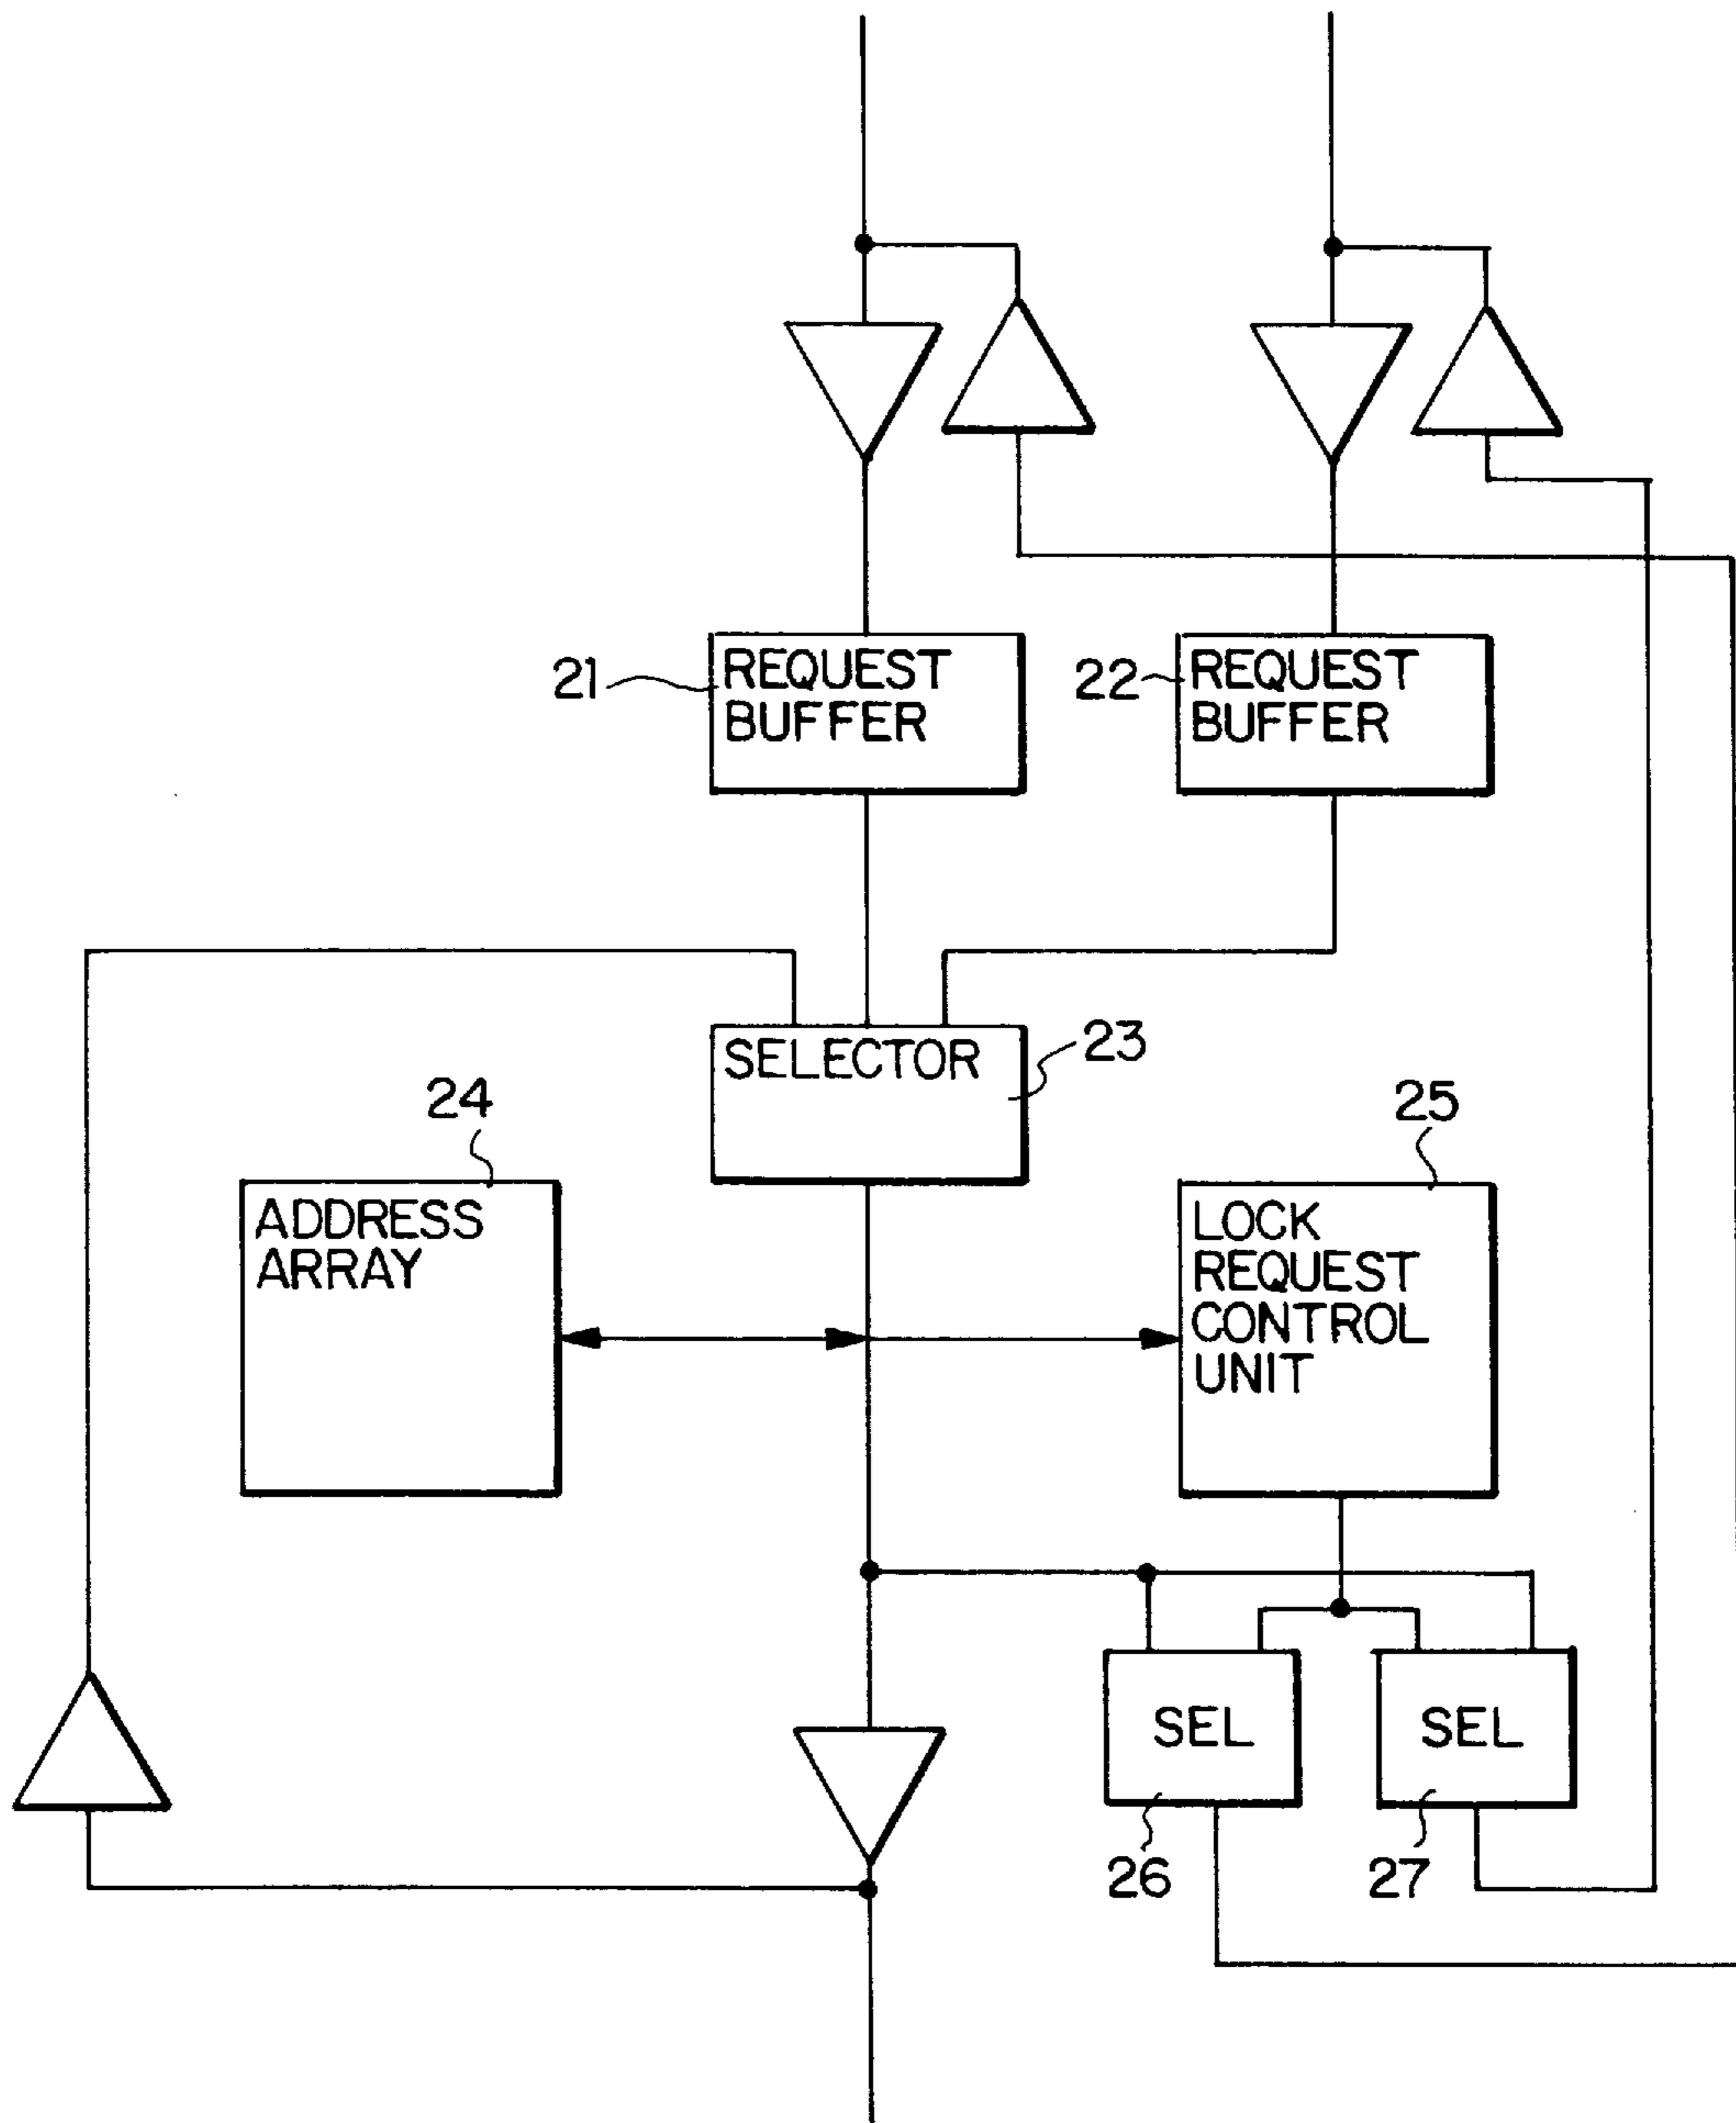 21
REQUEST
BUFFER
22
REQUEST
BUFFER
SELECTOR
23
24
ADDRESS
ARRAY
25
LOCK
REQUEST
CONTROL
UNIT
SEL
SEL
26
27